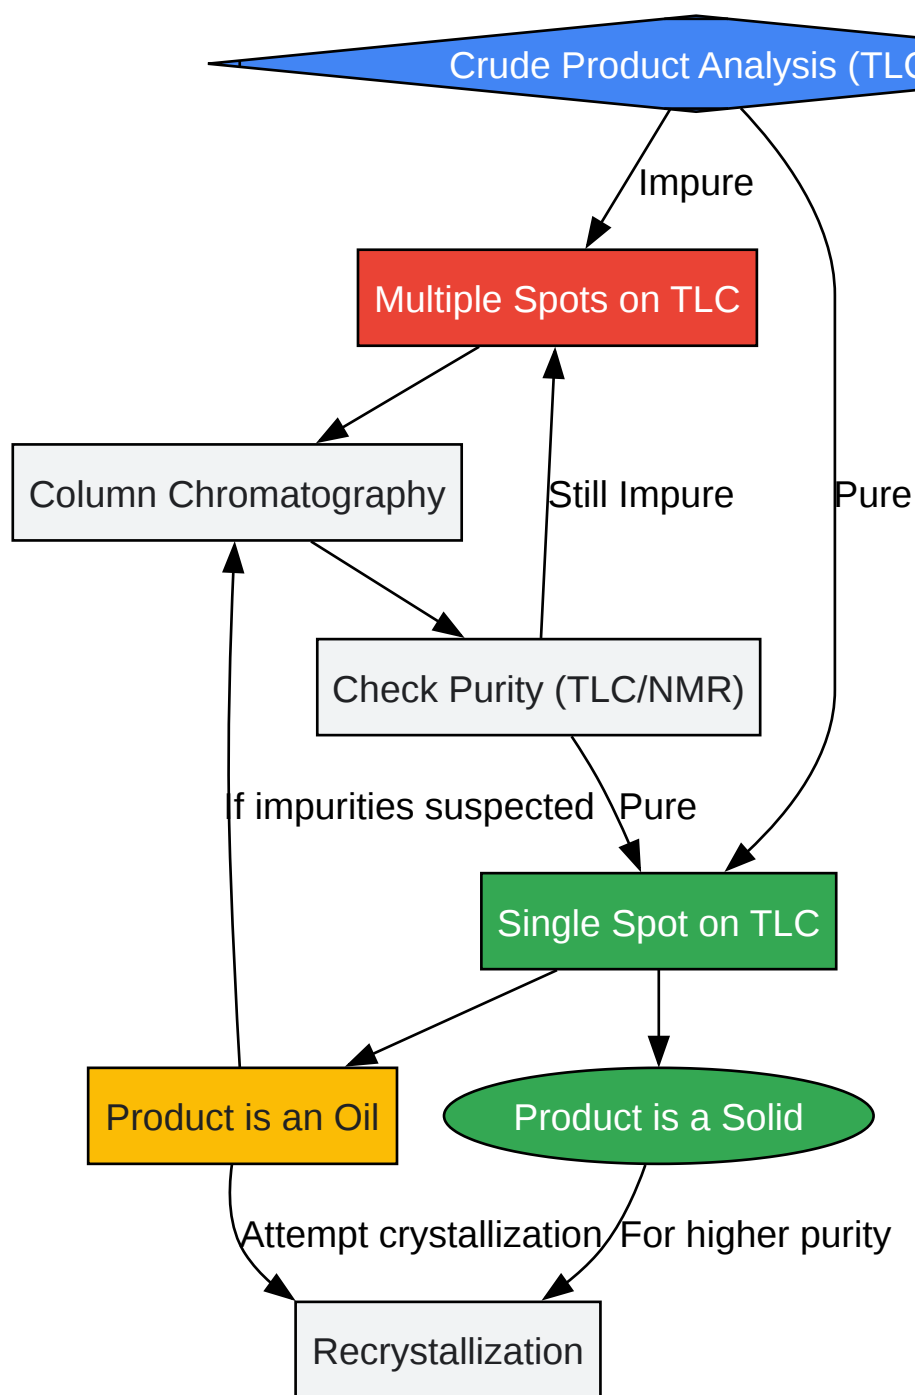 Crude Product Analysis (TLC
Impure
Multiple Spots on TLC
Column Chromatography
Still Impure
Pure
Check Purity (TLC/NMR)
If impurities suspected
Pure
Single Spot on TLC
Product is an Oil
Product is a Solid
Attempt crystallization
For higher purity
Recrystallization